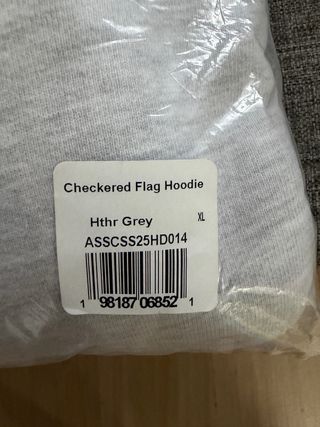 Checkered Flag Hoodie
Hthr Grey XL
ASSCSS25HD014
1 98187 06852 1